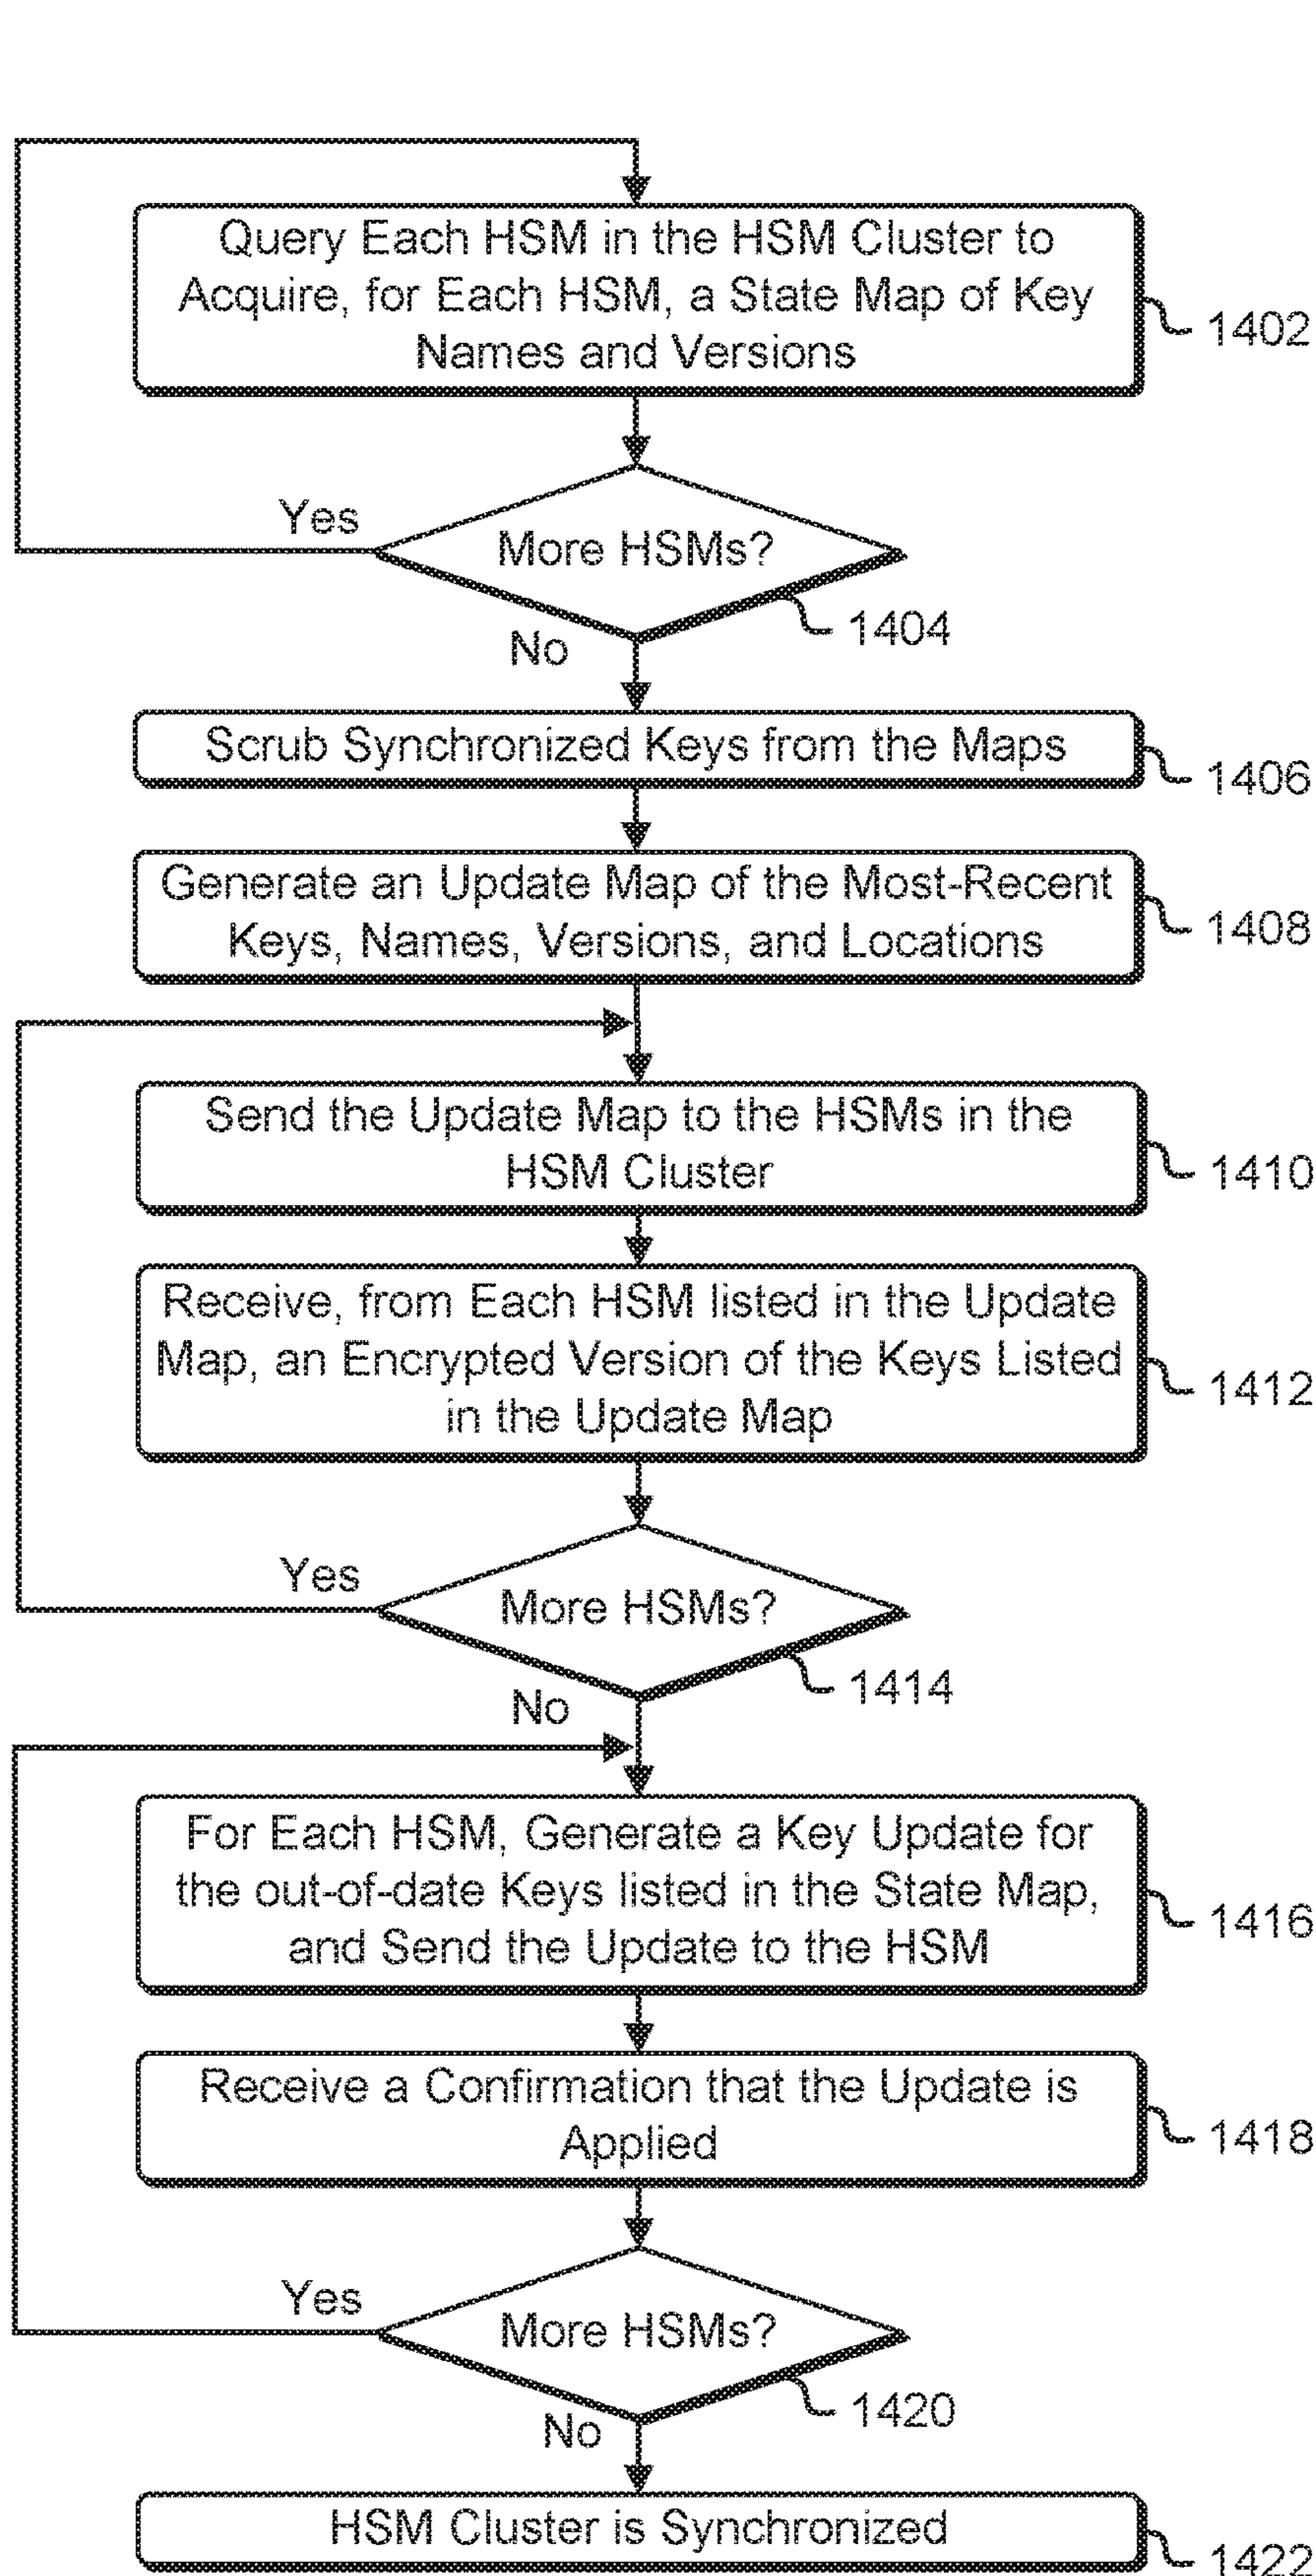 Query Each HSM in the HSM Cluster to
Acquire, for Each HSM, a State Map of Key
Names and Versions
1402
Yes
More HSMs?
1404
No
Scrub Synchronized Keys from the Maps
1406
Generate an Update Map of the Most-Recent
Keys, Names, Versions, and Locations
1408
Send the Update Map to the HSMs in the
HSM Cluster
1410
Receive, from Each HSM listed in the Update
Map, an Encrypted Version of the Keys Listed
in the Update Map
1412
Yes
More HSMs?
1414
No
For Each HSM, Generate a Key Update for
the out-of-date Keys listed in the State Map,
and Send the Update to the HSM
1416
Receive a Confirmation that the Update is
Applied
1418
Yes
More HSMs?
1420
No
HSM Cluster is Synchronized
1422